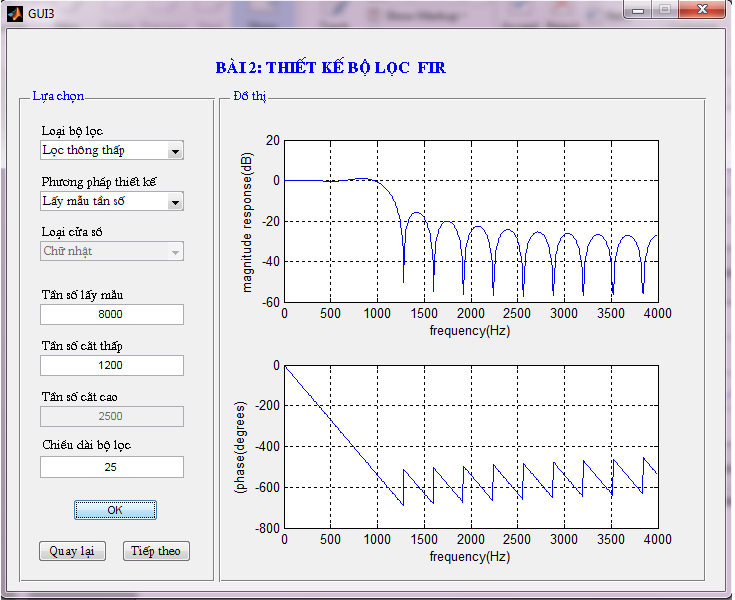 GUI3
BÀI 2: THIẾT KẾ BỘ LỌC FIR
Lựa chọn
Loại bộ lọc
Lọc thông thấp
Phương pháp thiết kế
Lấy mẫu tần số
Loại cửa sổ
Chữ nhật
Tần số lấy mẫu
8000
Tần số cắt thấp
1200
Tần số cắt cao
2500
Chiều dài bộ lọc
25
OK
Quay lại
Tiếp theo
Đồ thị
magnitude response(dB)
20
0
-20
-40
-60
0 500 1000 1500 2000 2500 3000 3500 4000
frequency(Hz)
(phase(degrees)
0
-200
-400
-600
-800
0 500 1000 1500 2000 2500 3000 3500 4000
frequency(Hz)